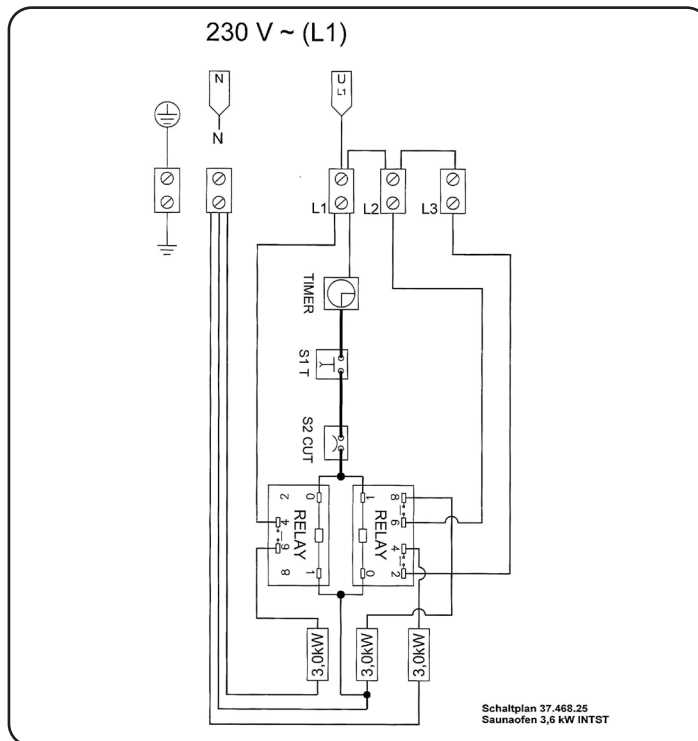 230 V ~ (L1)
N
U
L1
N
L1
L2
L3
TIMER
S1 T
S2 CUT
2
0
1
8
4
6
RELAY
RELAY
6
4
8
1
0
2
3,0kW
3,0kW
3,0kW
Schaltplan 37.468.25
Saunaofen 3,6 kW INTST